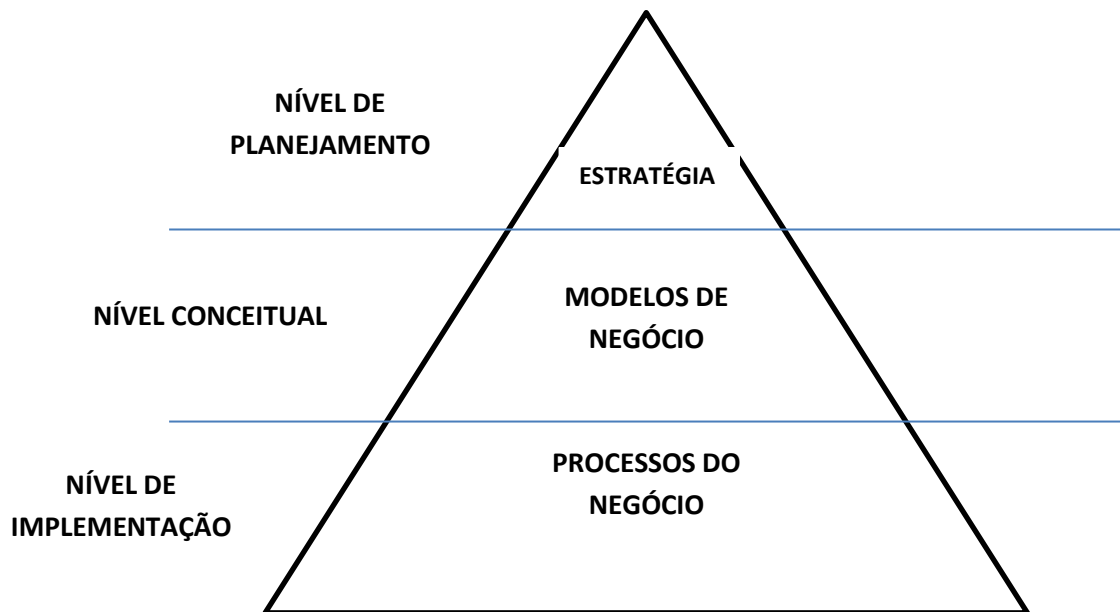 NÍVEL DE
PLANEJAMENTO
ESTRATÉGIA
NÍVEL CONCEITUAL
MODELOS DE
NEGÓCIO
NÍVEL DE
IMPLEMENTAÇÃO
PROCESSOS DO
NEGÓCIO